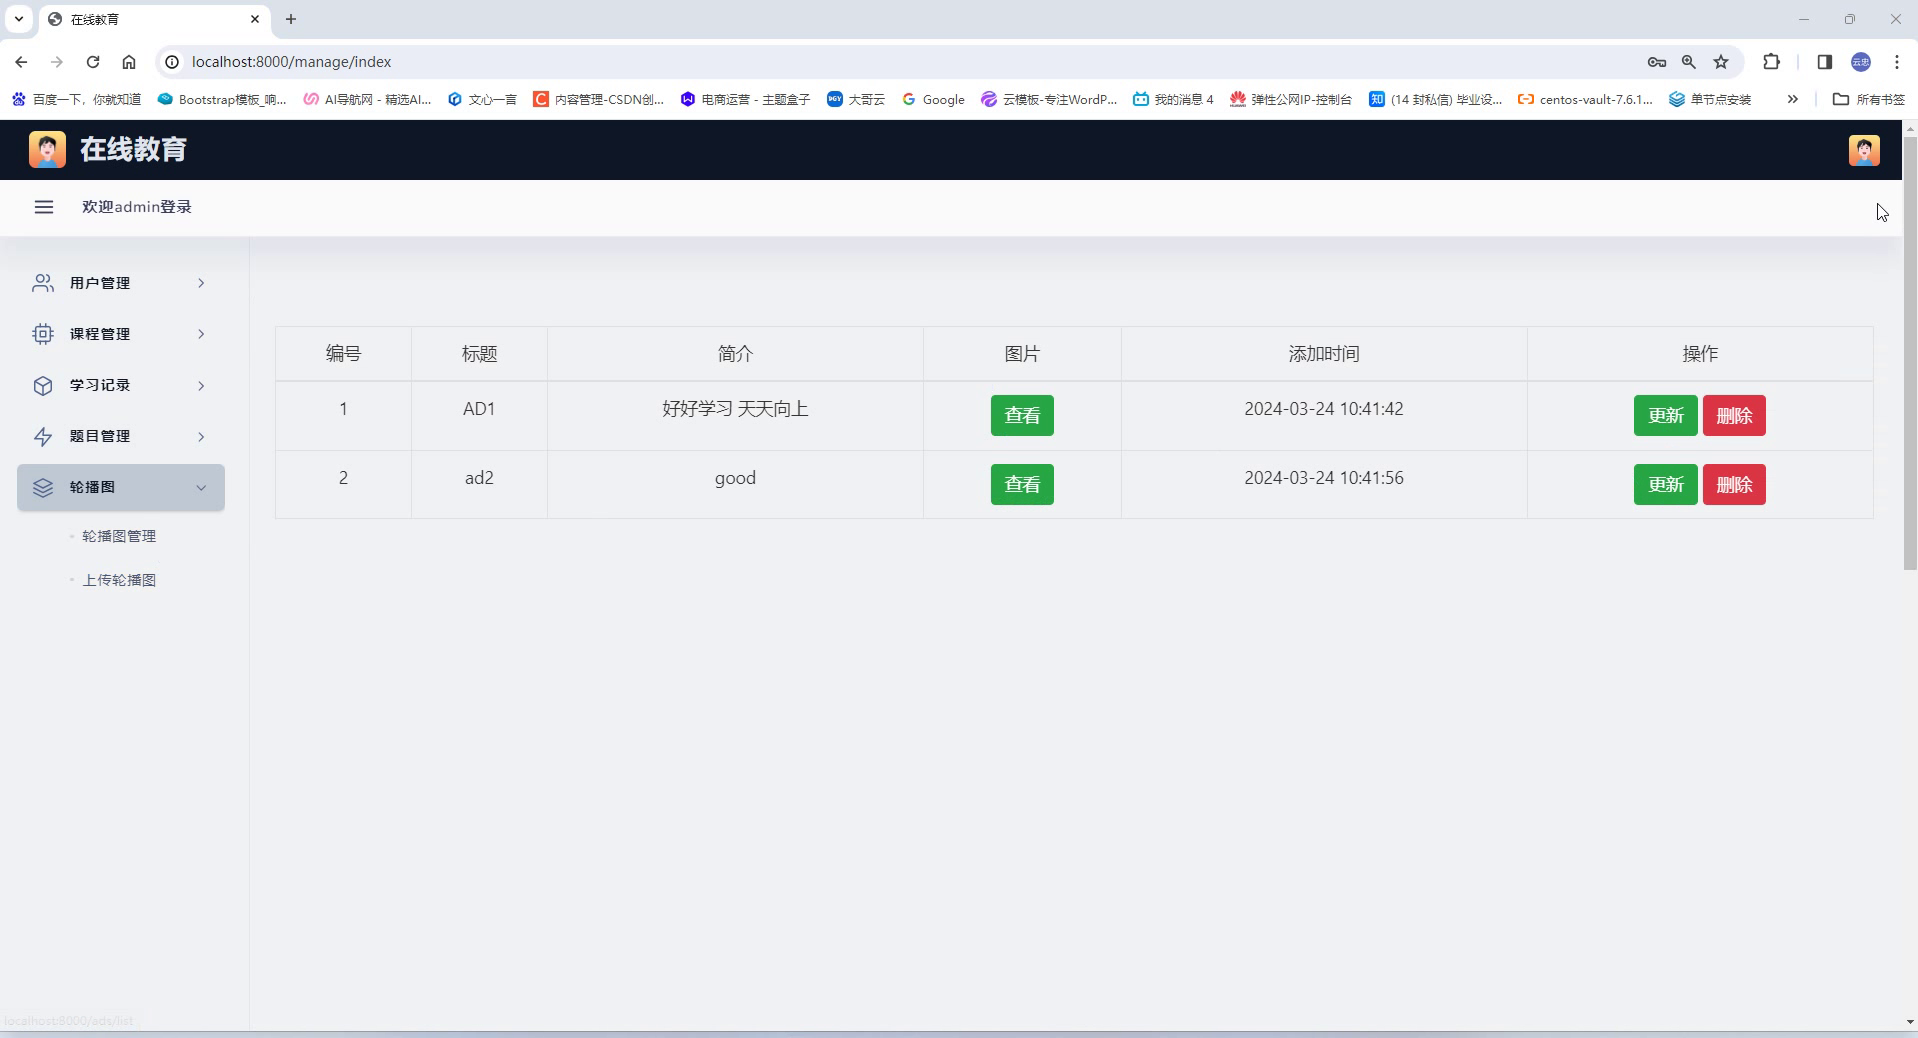 在线教育
localhost:8000/manage/index
百度一下，你就知道
Bootstrap模板_响...
AI导航网 - 精选AI...
文心一言
内容管理-CSDN创...
电商运营 - 主题盒子
大哥云
Google
云模板-专注WordP...
我的消息 4
弹性公网IP-控制台
(14 封私信) 毕业设...
centos-vault-7.6.1...
单节点安装
所有书签
在线教育
欢迎admin登录
用户管理
课程管理
学习记录
题目管理
轮播图
轮播图管理
上传轮播图
编号 标题 简介 图片 添加时间 操作
1 AD1 好好学习 天天向上 查看 2024-03-24 10:41:42 更新 删除
2 ad2 good 查看 2024-03-24 10:41:56 更新 删除
localhost:8000/ads/list